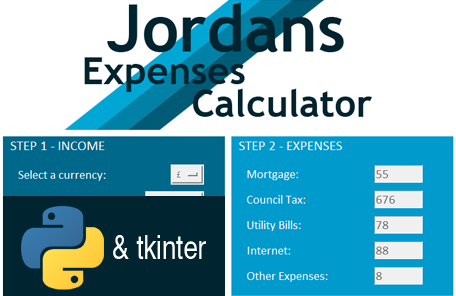 Jordans
Expenses
Calculator
STEP 1 - INCOME
Select a currency:
£
& tkinter
STEP 2 - EXPENSES
Mortgage:
55
Council Tax:
676
Utility Bills:
78
Internet:
88
Other Expenses:
8